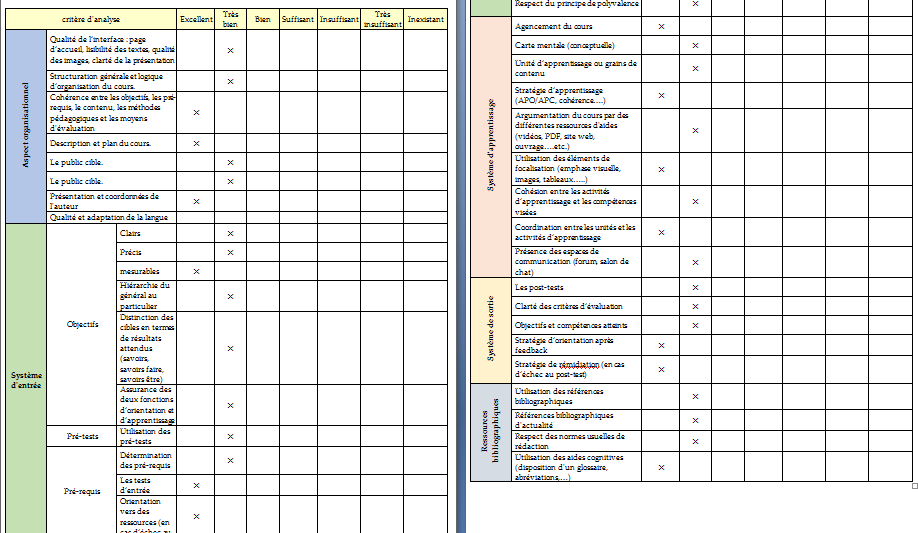 critère d'analyse
Excellent
Très
bien
Bien
Suffisant
Insuffisant
Très
insuffisant
Inexistant
Aspect organisationnel
Qualité de l'interface : page
d'accueil, lisibilité des textes, qualité
des images, clarté de la présentation
×
Structuration générale et logique
d'organisation du cours.
×
Cohérence entre les objectifs, les pré-
requis, le contenu, les méthodes
pédagogiques et les moyens
d'évaluation
×
Description et plan du cours.
×
Le public cible.
×
Le public cible.
×
Présentation et coordonnées de
l'auteur
×
Qualité et adaptation de la langue
Système
d'entrée
Objectifs
Clairs
×
Précis
×
mesurables
×
Hiérarchie du
général au
particulier
×
Distinction des
cibles en termes
de résultats
attendus
(savoirs,
savoirs faire,
savoirs être)
×
Assurance des
deux fonctions
d'orientation et
d'apprentissage
×
Pré-tests
Utilisation des
pré-tests
×
Pré-requis
Détermination
des pré-requis
×
Les tests
d'entrée
×
Orientation
vers des
ressources (en
cas d'échec au
×
Respect du principe de polyvalence
×
Système d'apprentissage
Agencement du cours
×
Carte mentale (conceptuelle)
×
Unité d'apprentissage ou grains de
contenu
×
Stratégie d'apprentissage
(APO/APC, cohérence….)
×
Argumentation du cours par des
différentes ressources d'aides
(vidéos, PDF, site web,
ouvrage….etc.)
×
Utilisation des éléments de
focalisation (emphase visuelle,
images, tableaux…..)
×
Cohésion entre les activités
d'apprentissage et les compétences
visées
×
Coordination entre les unités et les
activités d'apprentissage
×
Présence des espaces de
communication (forum, salon de
chat)
×
Système de sortie
Les post-tests
×
Clarté des critères d'évaluation
×
Objectifs et compétences atteints
×
Stratégie d'orientation après
feedback
×
Stratégie de rémidiation (en cas
d'échec au post-test)
×
Ressources
bibliographiques
Utilisation des références
bibliographiques
×
Références bibliographiques
d'actualité
×
Respect des normes usuelles de
rédaction
×
Utilisation des aides cognitives
(disposition d'un glossaire,
abréviations,…)
×